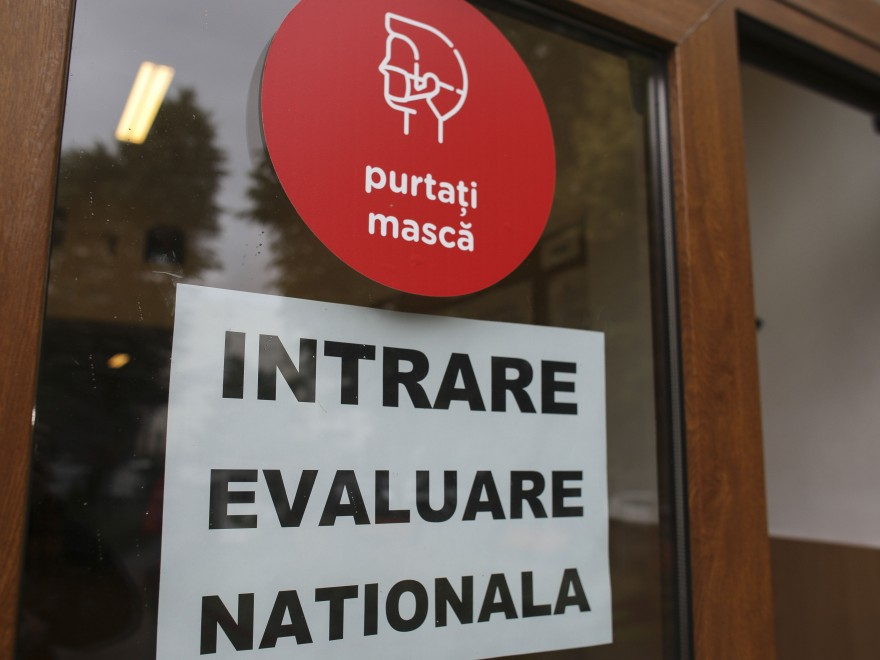 purtați
mască
INTRARE
EVALUARE
NATIONALA